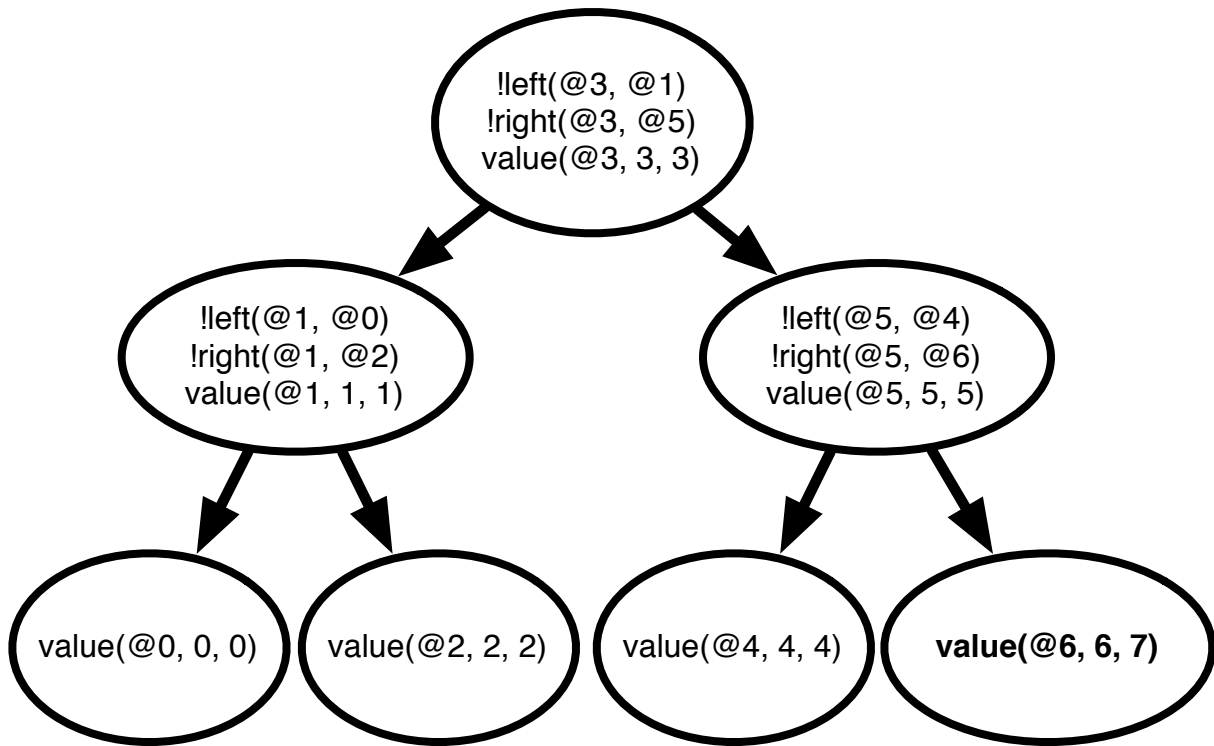 !left(@3, @1)
!right(@3, @5)
value(@3, 3, 3)
!left(@1, @0)
!right(@1, @2)
value(@1, 1, 1)
!left(@5, @4)
!right(@5, @6)
value(@5, 5, 5)
value(@0, 0, 0)
value(@2, 2, 2)
value(@4, 4, 4)
value(@6, 6, 7)